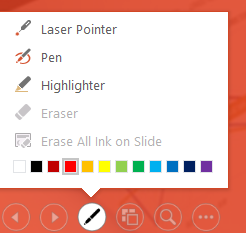 Laser Pointer
Pen
Highlighter
Eraser
Erase All Ink on Slide